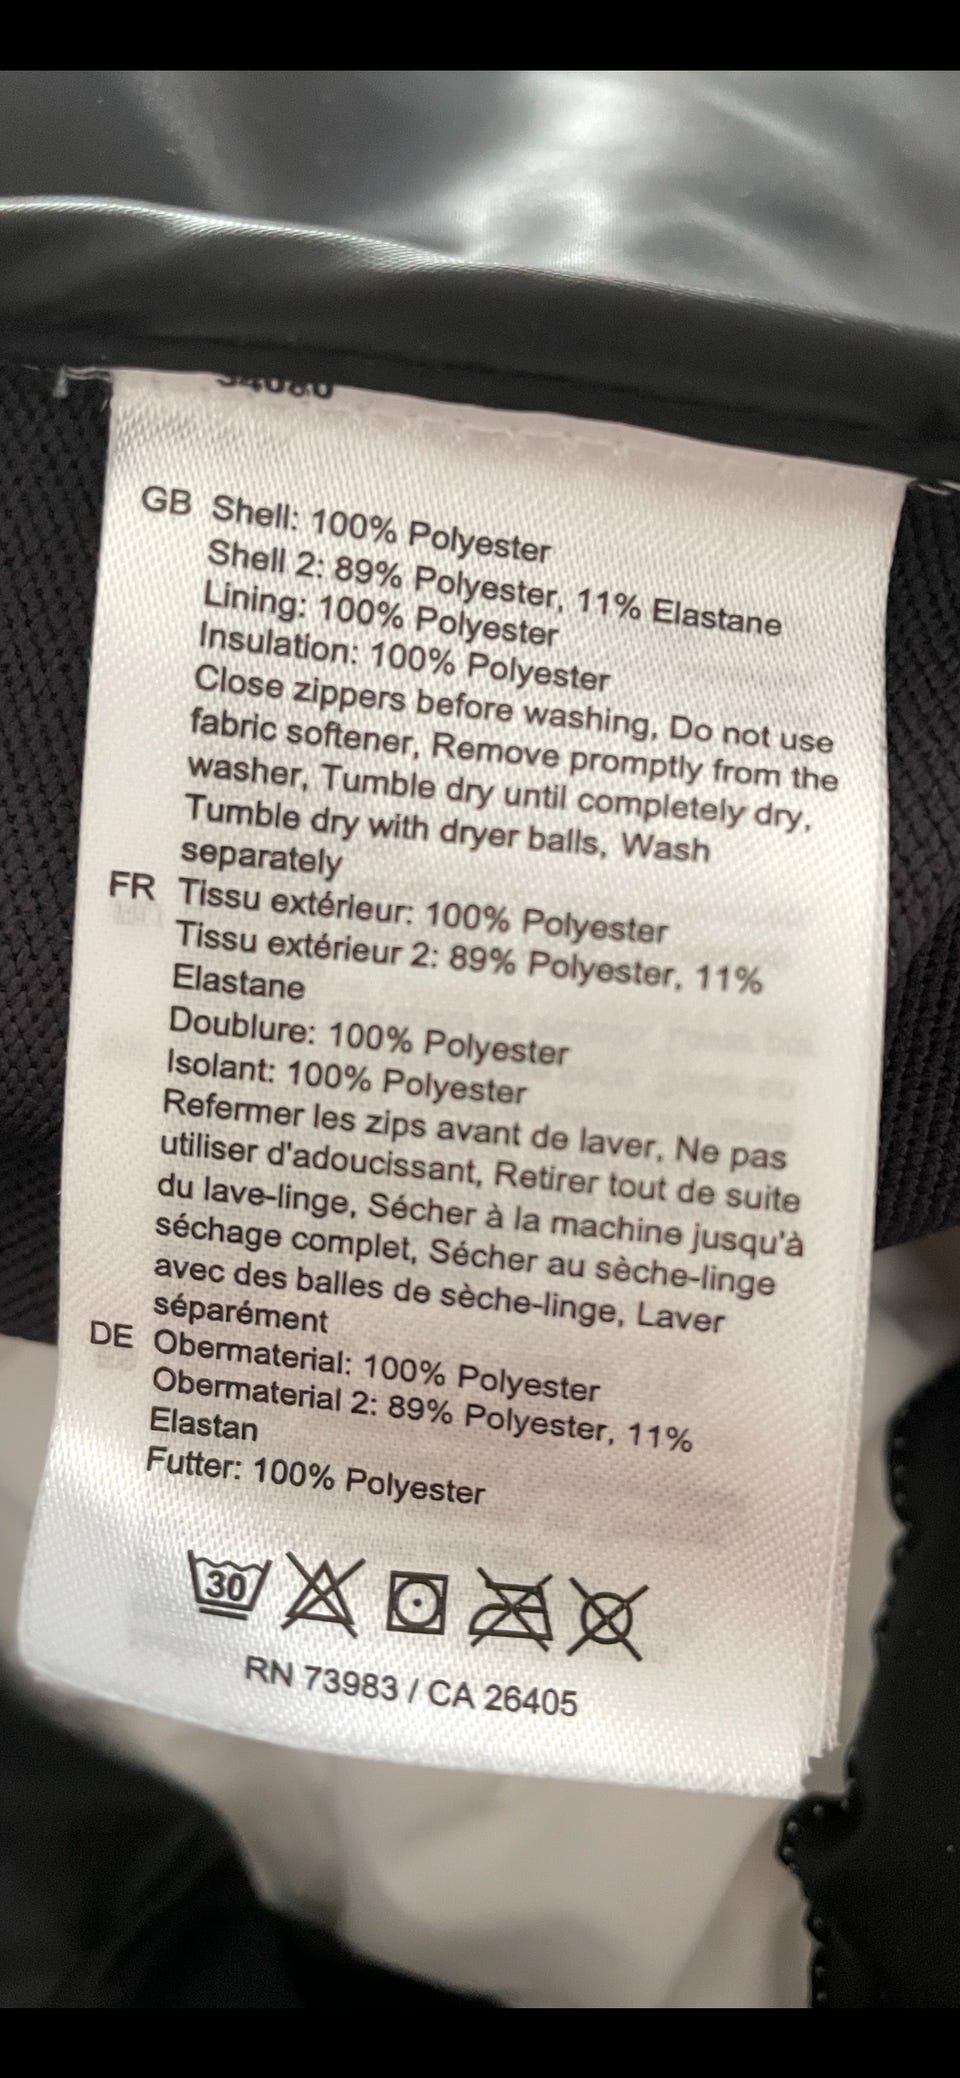 GB Shell: 100% Polyester
Shell 2: 89% Polyester, 11% Elastane
Lining: 100% Polyester
Insulation: 100% Polyester
Close zippers before washing, Do not use
fabric softener, Remove promptly from the
washer, Tumble dry until completely dry,
Tumble dry with dryer balls, Wash
separately
FR Tissu extérieur: 100% Polyester
Tissu extérieur 2: 89% Polyester, 11%
Elastane
Doublure: 100% Polyester
Isolant: 100% Polyester
Refermer les zips avant de laver, Ne pas
utiliser d'adoucissant, Retirer tout de suite
du lave-linge, Sécher à la machine jusqu'à
séchage complet, Sécher au sèche-linge
avec des balles de sèche-linge, Laver
séparément
DE Obermaterial: 100% Polyester
Obermaterial 2: 89% Polyester, 11%
Elastan
Futter: 100% Polyester
30
RN 73983 / CA 26405